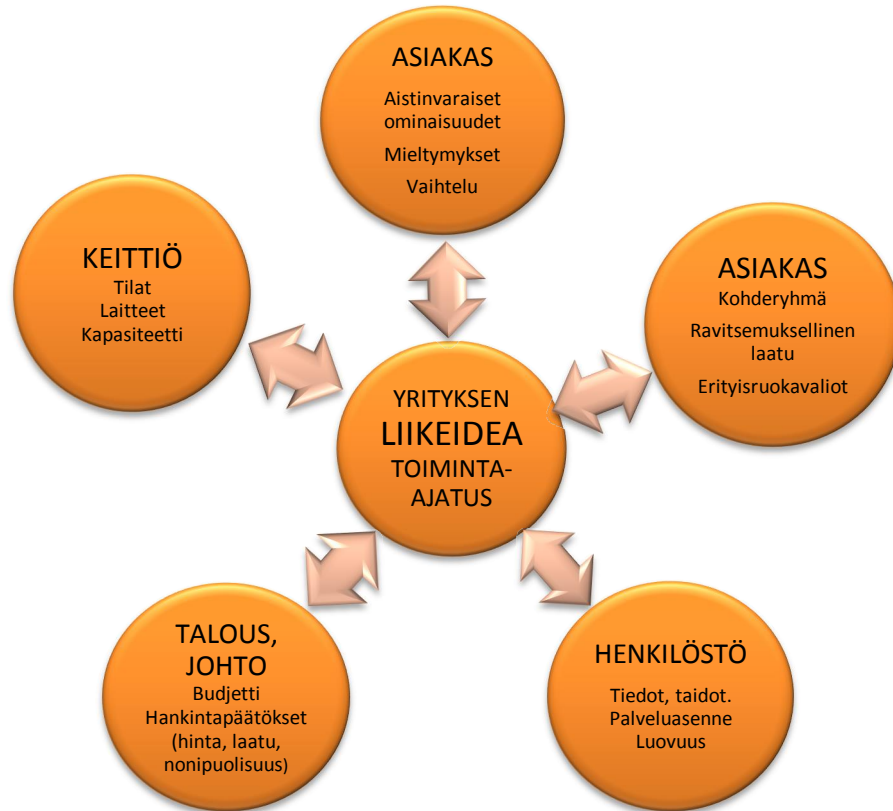 ASIAKAS
Aistinvaraiset
ominaisuudet
Mieltymykset
Vaihtelu
KEITTIÖ
Tilat
Laitteet
Kapasiteetti
ASIAKAS
Kohderyhmä
Ravitsemuksellinen
laatu
Erityisruokavaliot
YRITYKSEN
LIIKEIDEA
TOIMINTA-
AJATUS
TALOUS,
JOHTO
Budjetti
Hankintapäätökset
(hinta, laatu,
nonipuolisuus)
HENKILÖSTÖ
Tiedot, taidot.
Palveluasenne
Luovuus